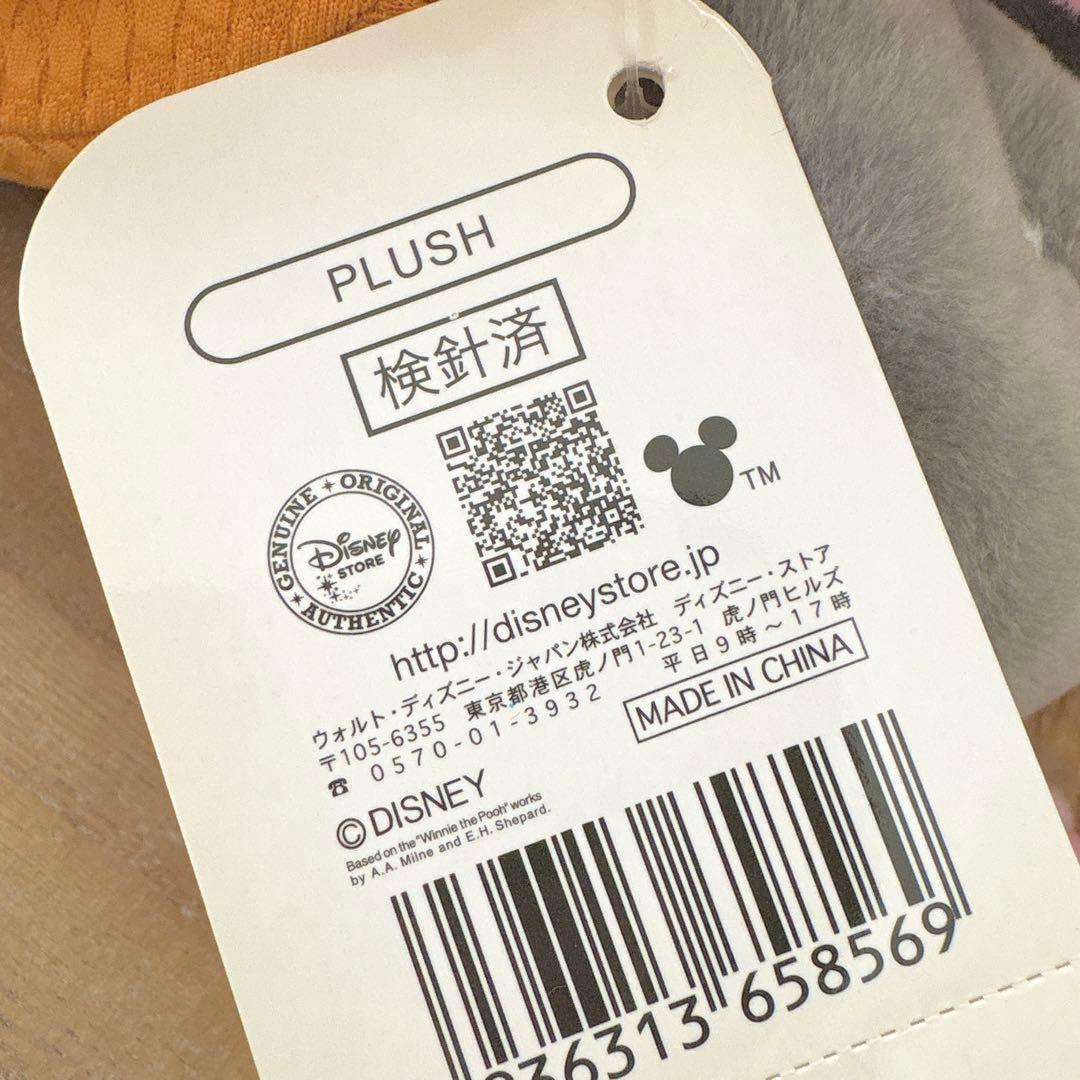 PLUSH
検針済
GENUINE ORIGINAL
DISNEY
STORE
AUTHENTIC
TM
http://disneystore.jp
ウォルト・ディズニー・ジャパン株式会社 ディズニー・ストア
〒105-6355 東京都港区虎ノ門1-23-1 虎ノ門ヒルズ
☎ 0570-01-3932 平日9時〜17時
MADE IN CHINA
©DISNEY
Based on the "Winnie the Pooh" works
by A.A. Milne and E.H. Shepard.
936313 658569